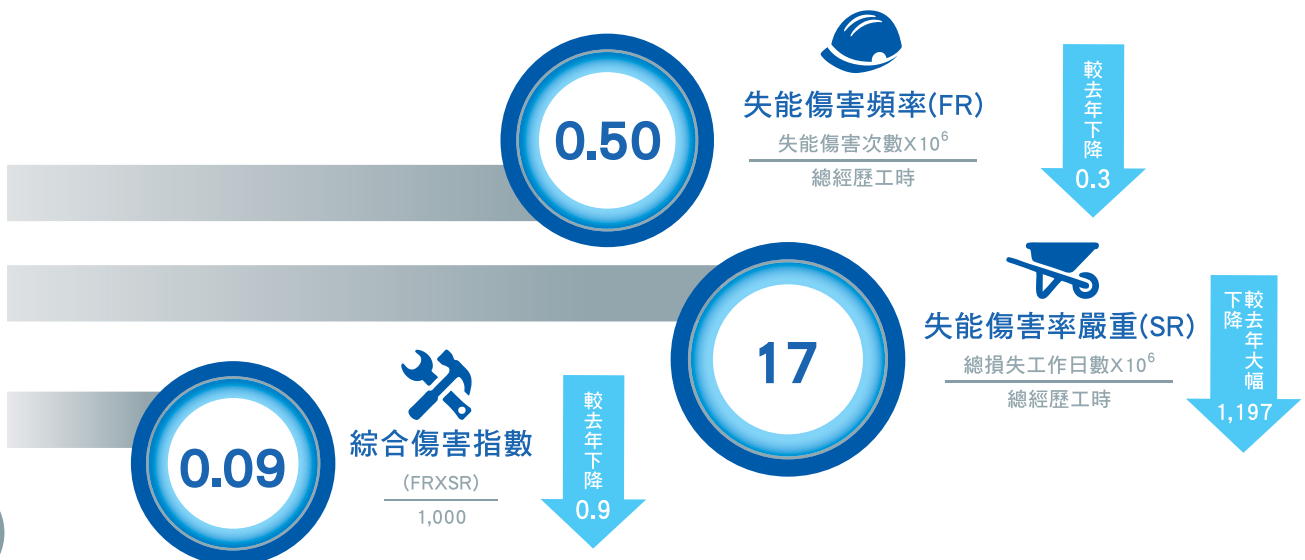 0.50
失能傷害頻率(FR)
失能傷害次數X10⁶
總經歷工時
較去年下降
0.3
17
失能傷害率嚴重(SR)
總損失工作日數X10⁶
總經歷工時
較去年大幅
下降
1,197
0.09
綜合傷害指數
(FRXSR)
1,000
較去年下降
0.9